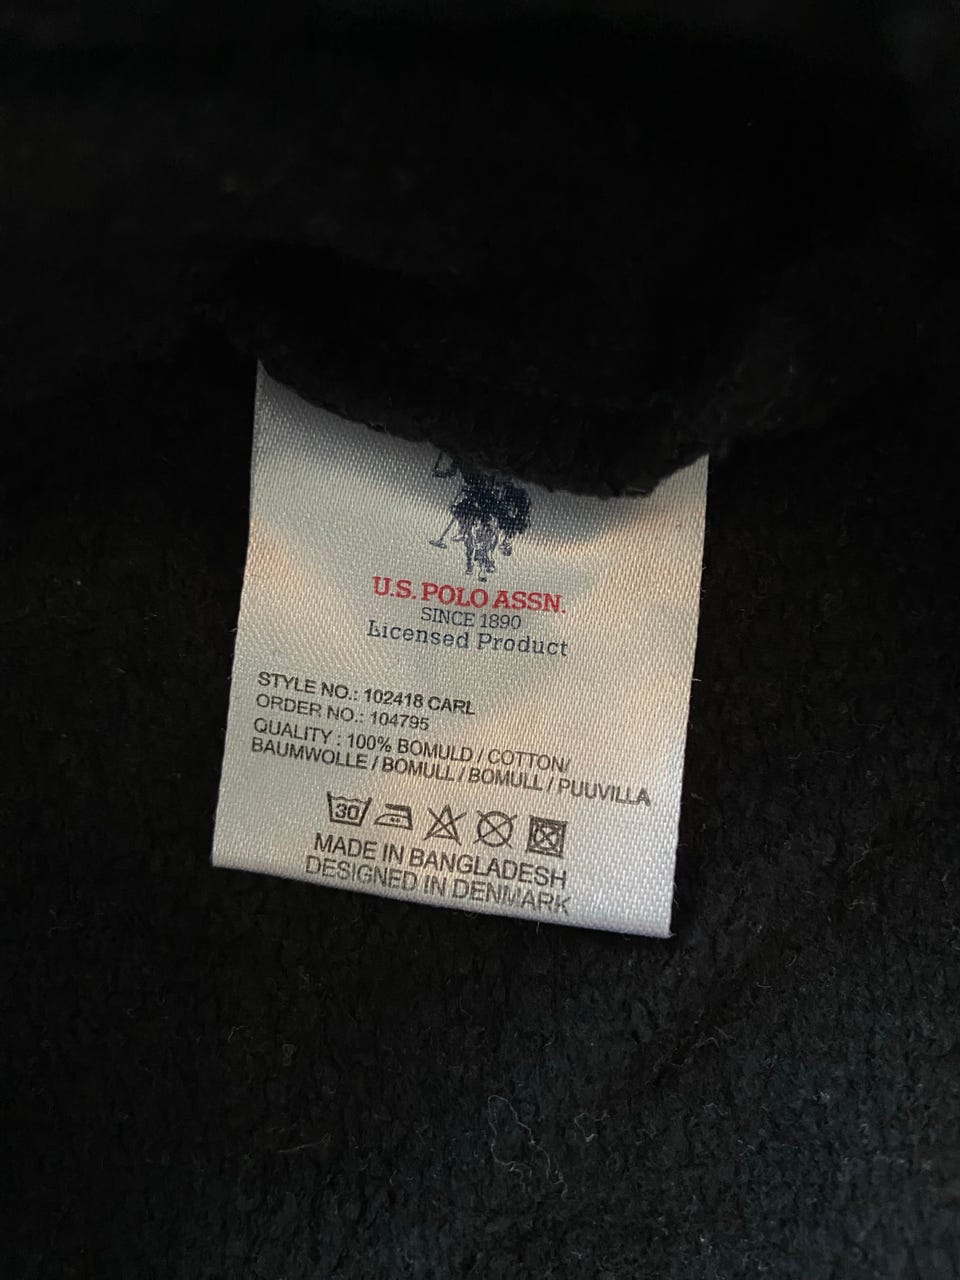 U.S. POLO ASSN.
SINCE 1890
Licensed Product
STYLE NO.: 102418 CARL
ORDER NO.: 104795
QUALITY : 100% BOMULD / COTTON/
BAUMWOLLE / BOMULL / BOMULL / PUUVILLA
30
MADE IN BANGLADESH
DESIGNED IN DENMARK